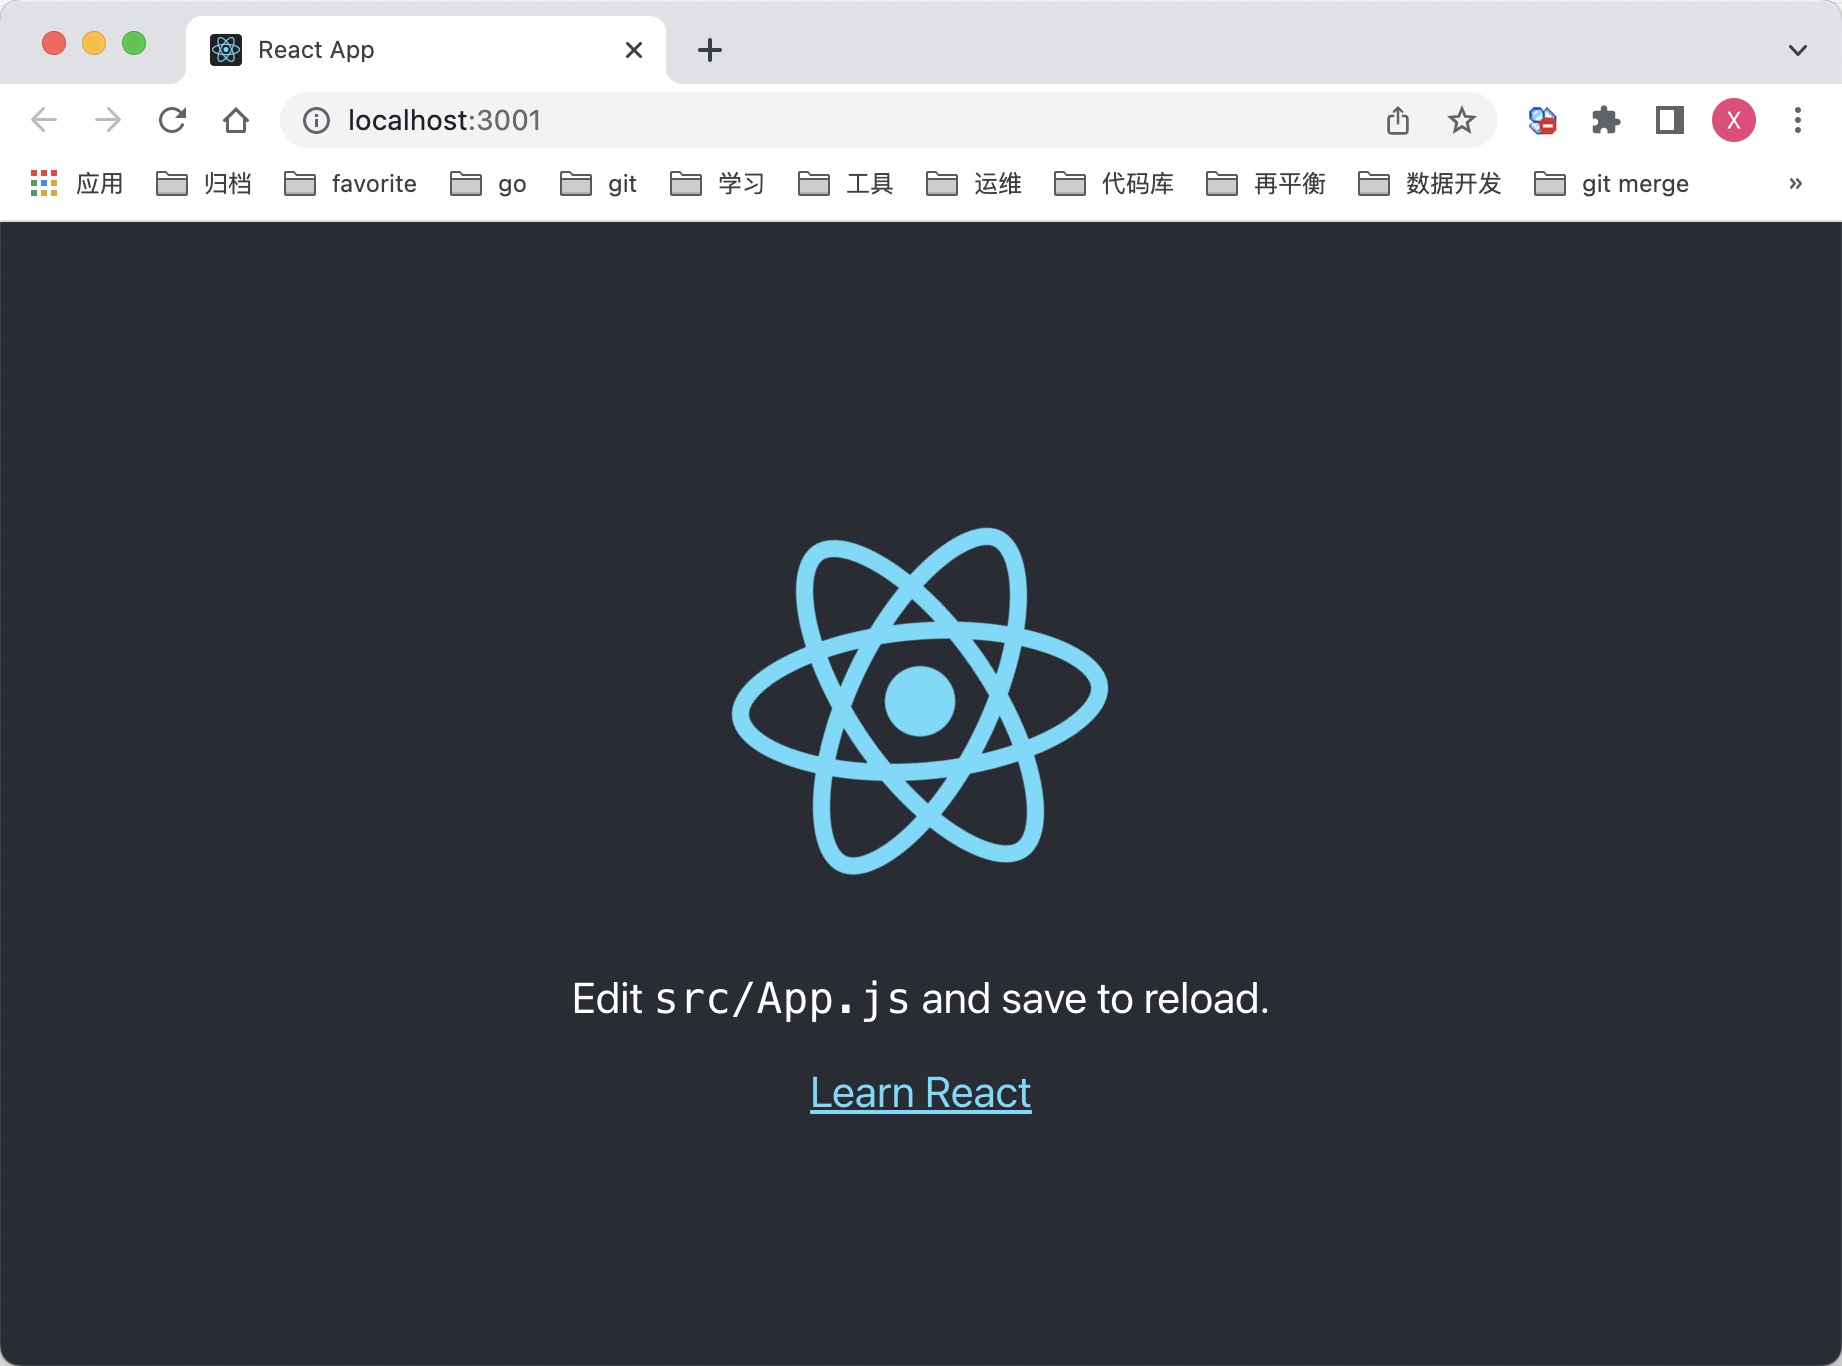 React App
localhost:3001
X
应用 归档 favorite go git 学习 工具 运维 代码库 再平衡 数据开发 git merge »
Edit src/App.js and save to reload.
Learn React